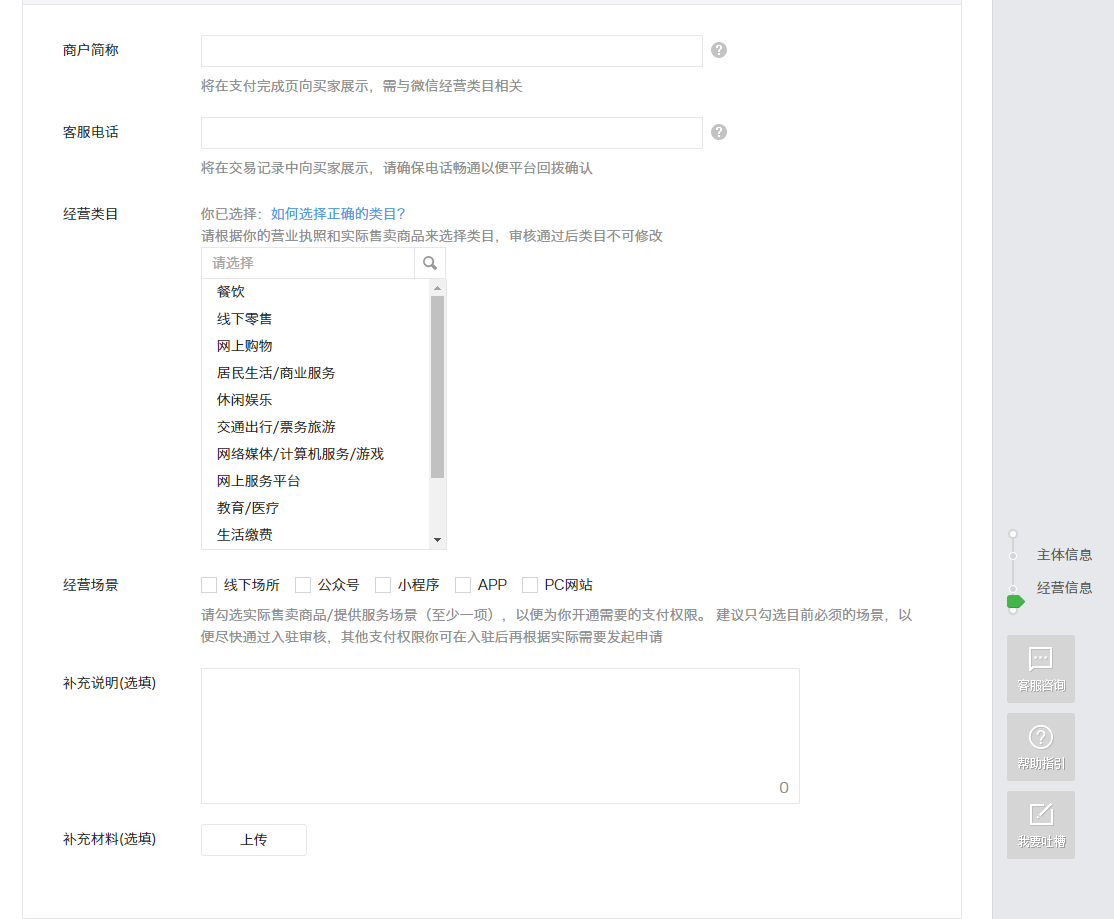 商户简称
将在支付完成页向买家展示，需与微信经营类目相关
客服电话
将在交易记录中向买家展示，请确保电话畅通以便平台回拨确认
经营类目
你已选择：如何选择正确的类目？
请根据你的营业执照和实际售卖商品来选择类目，审核通过后类目不可修改
请选择
餐饮
线下零售
网上购物
居民生活/商业服务
休闲娱乐
交通出行/票务旅游
网络媒体/计算机服务/游戏
网上服务平台
教育/医疗
生活缴费
经营场景
线下场所 公众号 小程序 APP PC网站
请勾选实际售卖商品/提供服务场景（至少一项），以便为你开通需要的支付权限。 建议只勾选目前必须的场景，以
便尽快通过入驻审核，其他支付权限你可在入驻后再根据实际需要发起申请
补充说明(选填)
0
补充材料(选填)
上传
主体信息
经营信息
客服咨询
帮助指引
我要吐槽